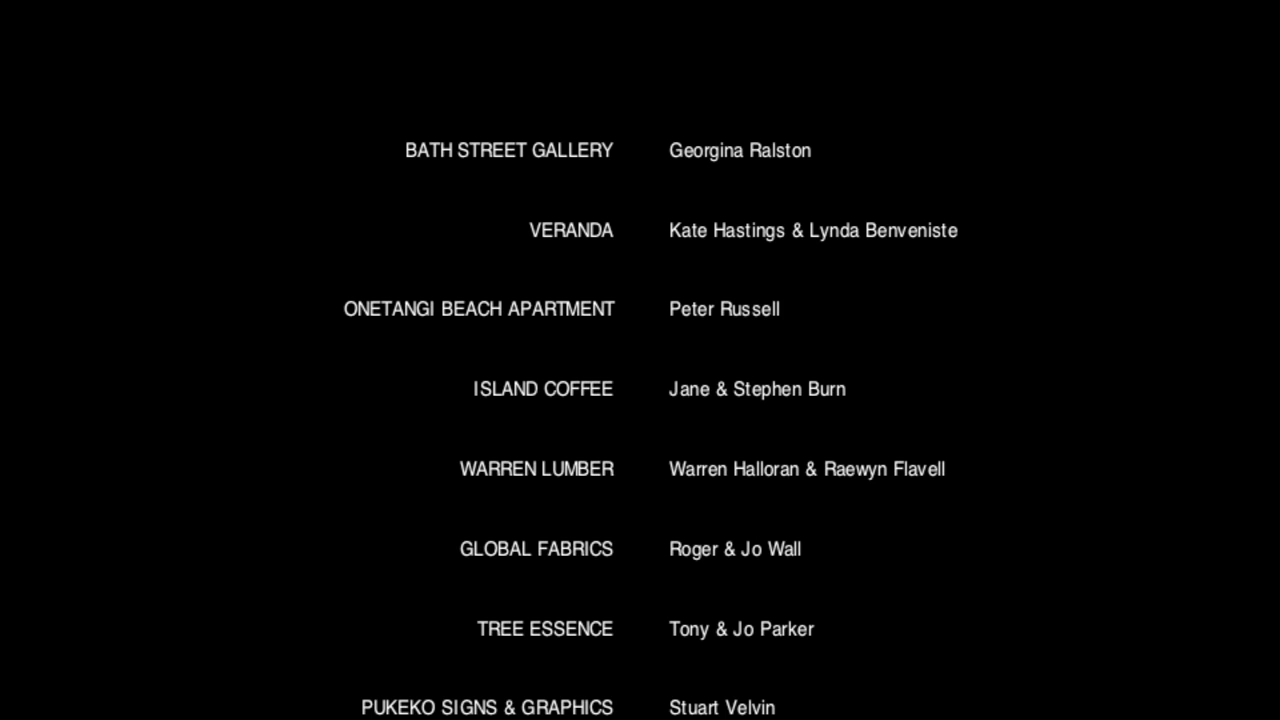 BATH STREET GALLERY Georgina Ralston
VERANDA Kate Hastings & Lynda Benveniste
ONETANGI BEACH APARTMENT Peter Russell
ISLAND COFFEE Jane & Stephen Burn
WARREN LUMBER Warren Halloran & Raewyn Flavell
GLOBAL FABRICS Roger & Jo Wall
TREE ESSENCE Tony & Jo Parker
PUKEKO SIGNS & GRAPHICS Stuart Velvin